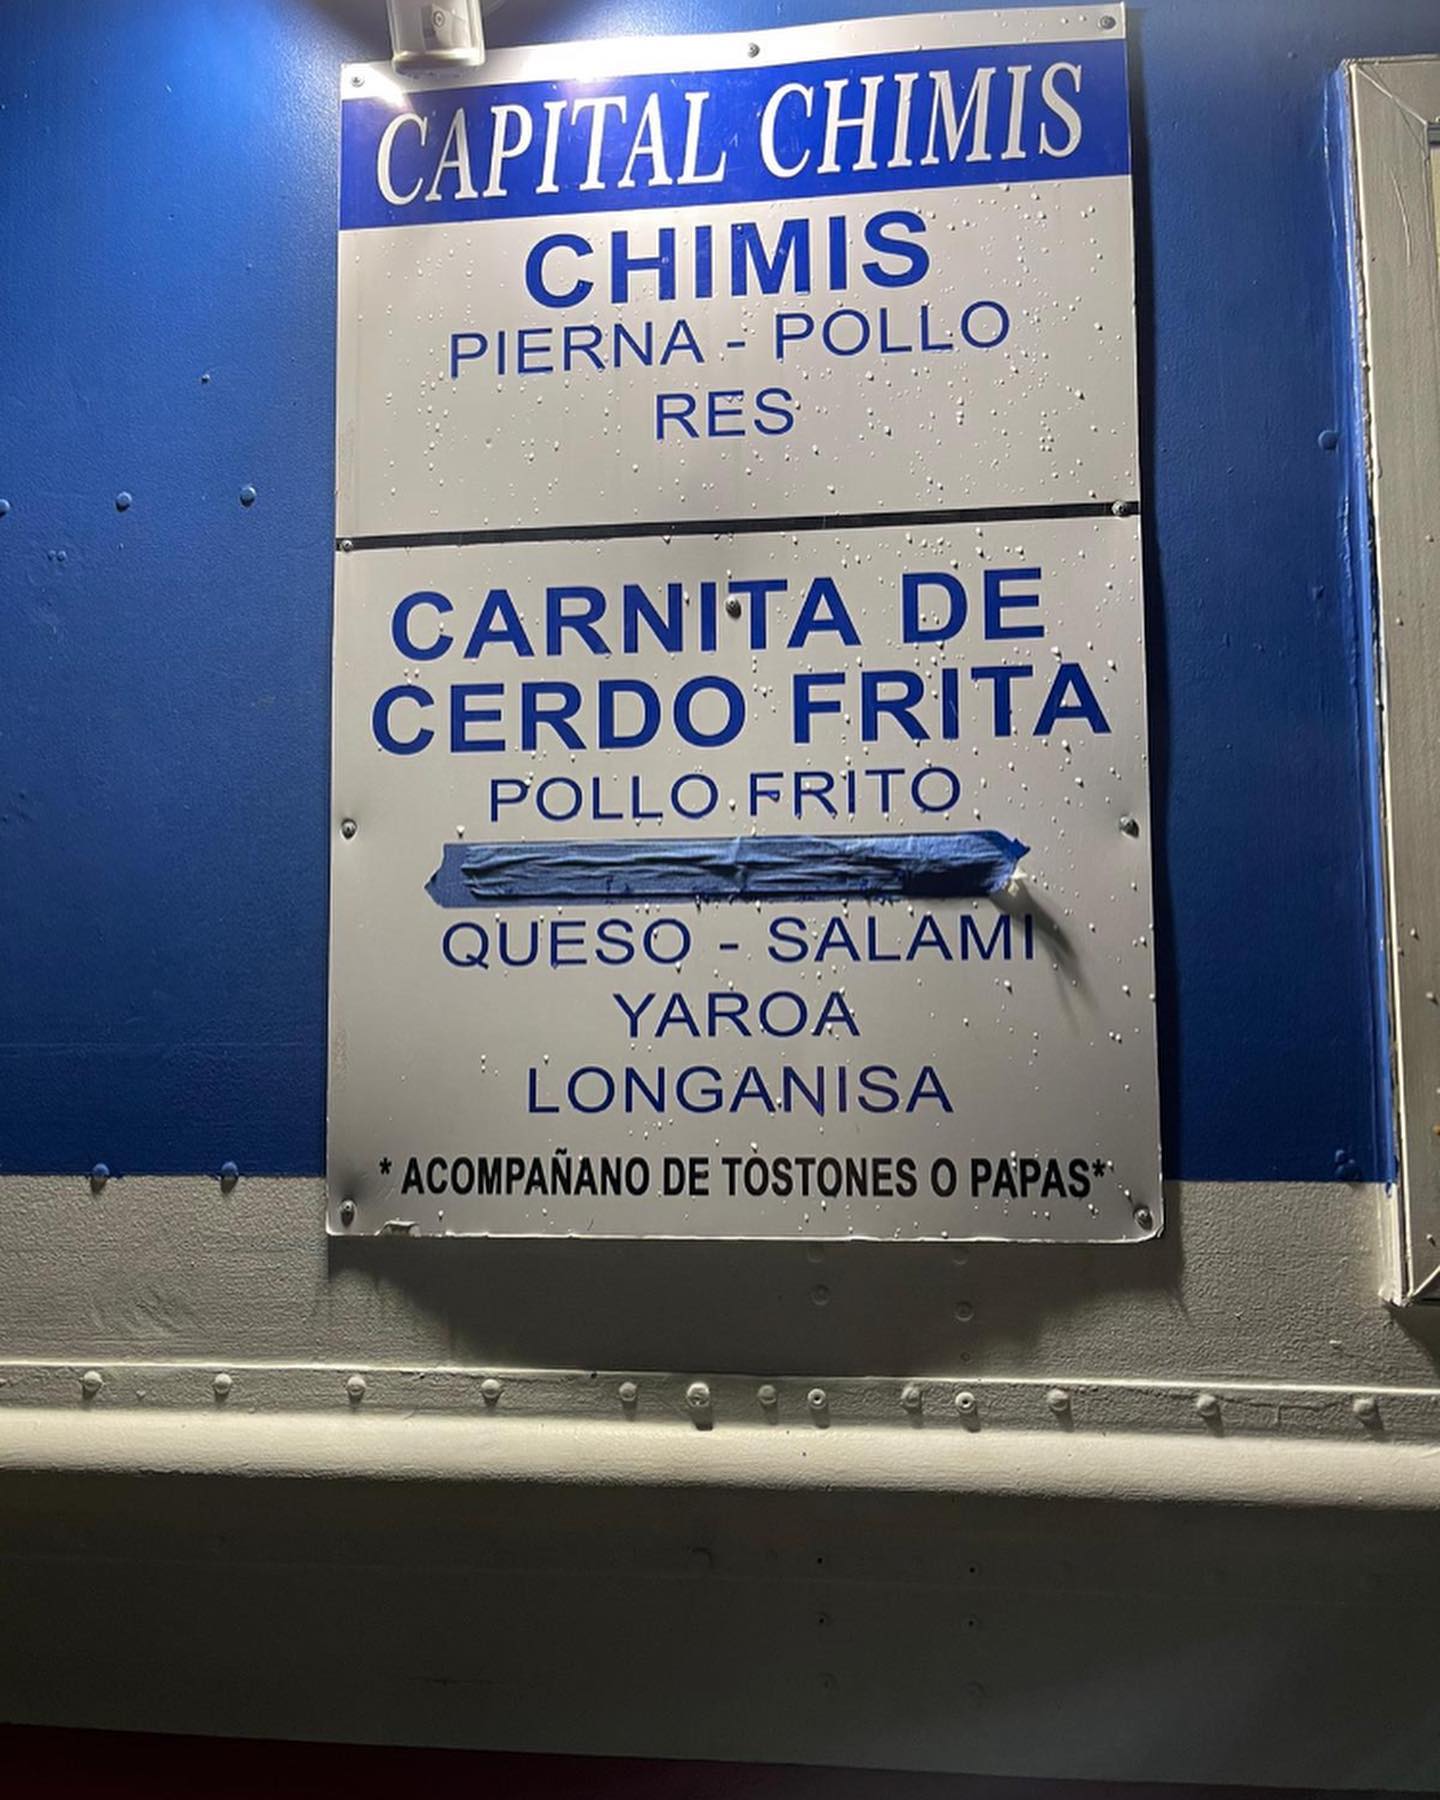 CAPITAL CHIMIS
CHIMIS
PIERNA - POLLO
RES
CARNITA DE
CERDO FRITA
POLLO FRITO
QUESO - SALAMI
YAROA
LONGANISA
* ACOMPAÑANO DE TOSTONES O PAPAS*